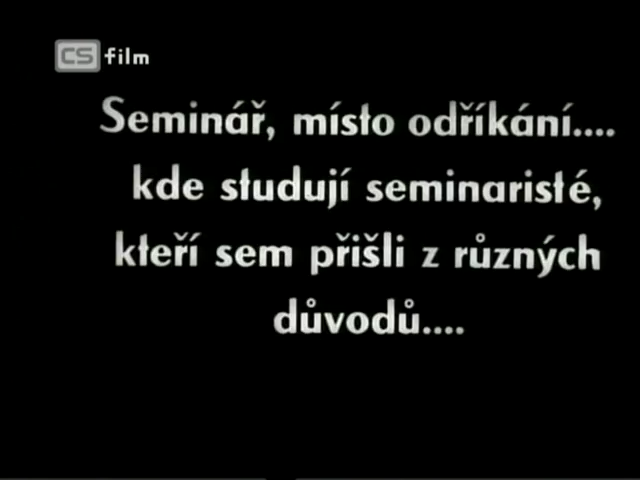 CS film
Seminář, místo odříkání....
kde studují seminaristé,
kteří sem přišli z různých
důvodů....